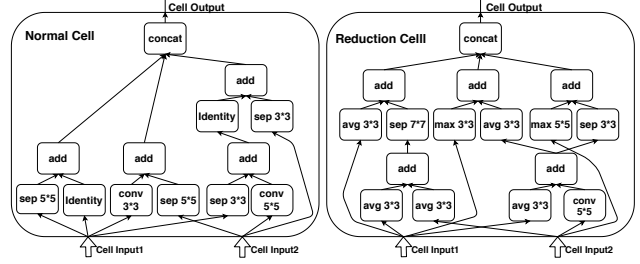 Cell Output
Normal Cell
concat
add
Identity
sep 3*3
add
add
add
sep 5*5
Identity
conv 3*3
sep 5*5
sep 3*3
conv 5*5
Cell Input1
Cell Input2
Cell Output
Reduction Celll
concat
add
add
add
avg 3*3
sep 7*7
max 3*3
avg 3*3
max 5*5
sep 3*3
add
add
avg 3*3
avg 3*3
avg 3*3
conv 5*5
Cell Input1
Cell Input2